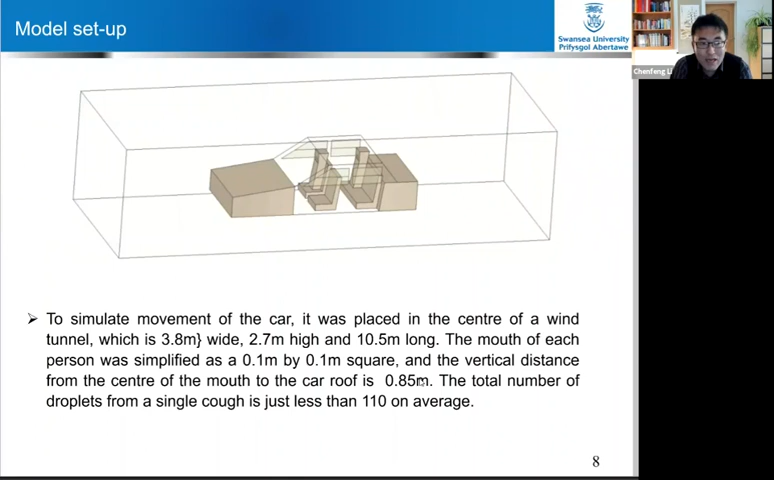 Model set-up
Swansea University
Prifysgol Abertawe
Chenfeng Li
➢ To simulate movement of the car, it was placed in the centre of a wind
tunnel, which is 3.8m} wide, 2.7m high and 10.5m long. The mouth of each
person was simplified as a 0.1m by 0.1m square, and the vertical distance
from the centre of the mouth to the car roof is 0.85m. The total number of
droplets from a single cough is just less than 110 on average.
8